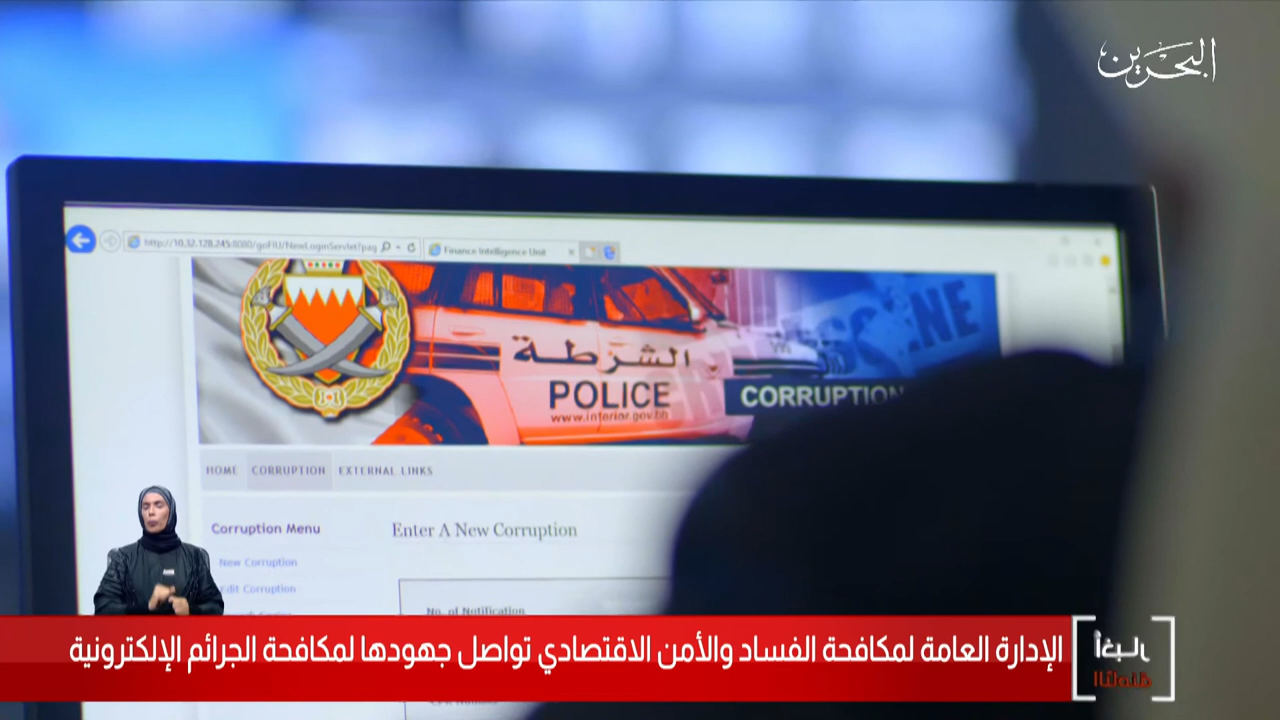 البحرين
http://10.32.128.245:8080/goFIU/NewLoginServlet?pag
Finance Intelligence Unit
SCENE
الشرطة
POLICE
www.interior.gov.bh
CORRUPTION
HOME CORRUPTION EXTERNAL LINKS
Corruption Menu
Enter A New Corruption
New Corruption
Edit Corruption
No. of Notification
الإدارة العامة لمكافحة الفساد والأمن الاقتصادي تواصل جهودها لمكافحة الجرائم الإلكترونية